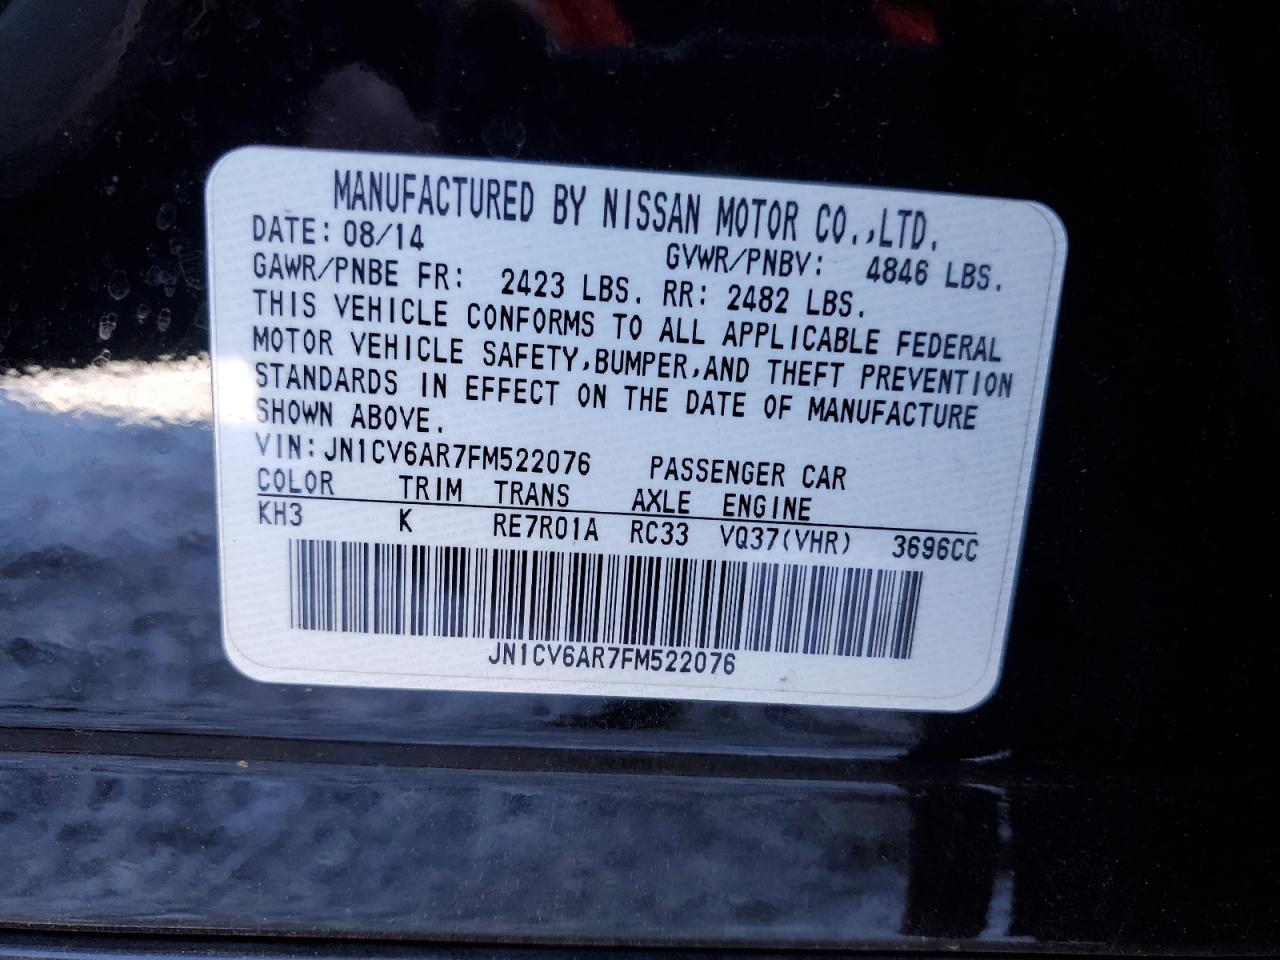 MANUFACTURED BY NISSAN MOTOR CO.,LTD.
DATE: 08/14 GVWR/PNBV: 4846 LBS.
GAWR/PNBE FR: 2423 LBS. RR: 2482 LBS.
THIS VEHICLE CONFORMS TO ALL APPLICABLE FEDERAL
MOTOR VEHICLE SAFETY,BUMPER,AND THEFT PREVENTION
STANDARDS IN EFFECT ON THE DATE OF MANUFACTURE
SHOWN ABOVE.
VIN:JN1CV6AR7FM522076 PASSENGER CAR
COLOR TRIM TRANS AXLE ENGINE
KH3 K RE7R01A RC33 VQ37(VHR) 3696CC
JN1CV6AR7FM522076